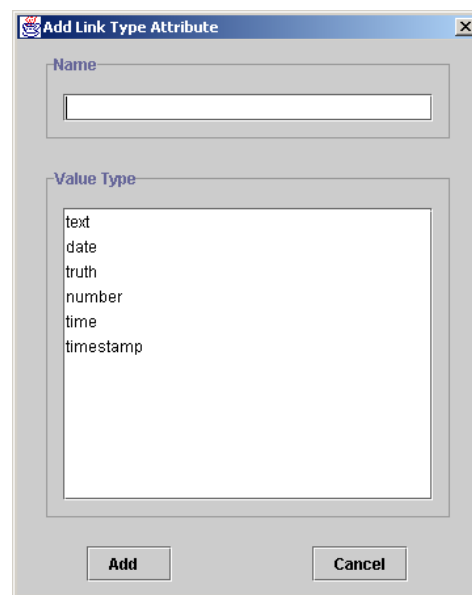 Add Link Type Attribute
Name
Value Type
text
date
truth
number
time
timestamp
Add
Cancel